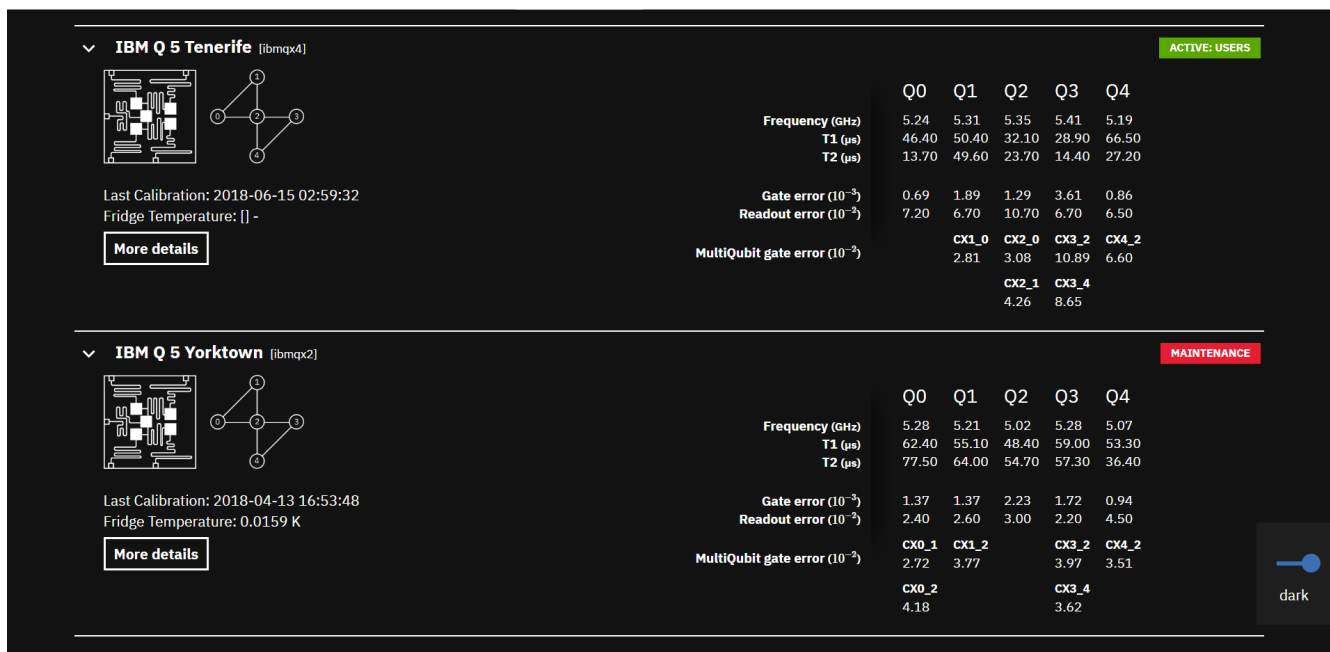 IBM Q 5 Tenerife [ibmqx4]
ACTIVE: USERS
1
0 2 3
4
Q0 Q1 Q2 Q3 Q4
Frequency (GHz) 5.24 5.31 5.35 5.41 5.19
T1 (µs) 46.40 50.40 32.10 28.90 66.50
T2 (µs) 13.70 49.60 23.70 14.40 27.20
Last Calibration: 2018-06-15 02:59:32
Fridge Temperature: [] -
More details
Gate error (10⁻³) 0.69 1.89 1.29 3.61 0.86
Readout error (10⁻²) 7.20 6.70 10.70 6.70 6.50
CX1_0 CX2_0 CX3_2 CX4_2
MultiQubit gate error (10⁻²) 2.81 3.08 10.89 6.60
CX2_1 CX3_4
4.26 8.65
IBM Q 5 Yorktown [ibmqx2]
MAINTENANCE
1
0 2 3
4
Q0 Q1 Q2 Q3 Q4
Frequency (GHz) 5.28 5.21 5.02 5.28 5.07
T1 (µs) 62.40 55.10 48.40 59.00 53.30
T2 (µs) 77.50 64.00 54.70 57.30 36.40
Last Calibration: 2018-04-13 16:53:48
Fridge Temperature: 0.0159 K
More details
Gate error (10⁻³) 1.37 1.37 2.23 1.72 0.94
Readout error (10⁻²) 2.40 2.60 3.00 2.20 4.50
CX0_1 CX1_2 CX3_2 CX4_2
MultiQubit gate error (10⁻²) 2.72 3.77 3.97 3.51
CX0_2 CX3_4
4.18 3.62
dark